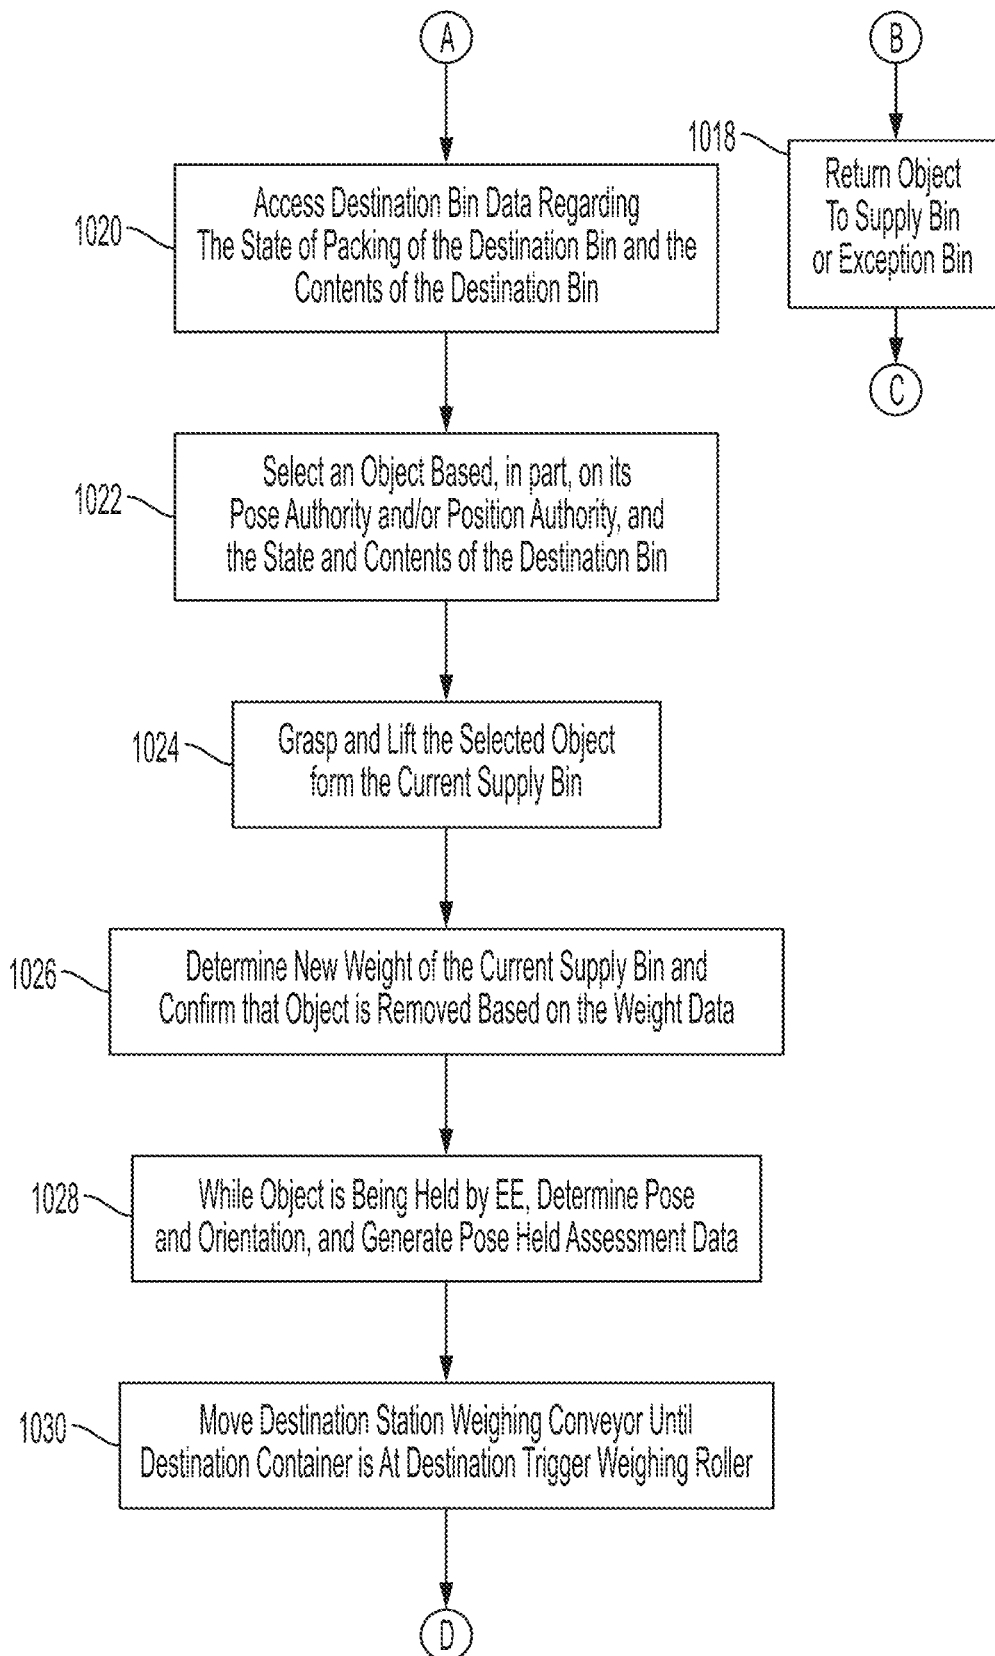 A
1020
Access Destination Bin Data Regarding
The State of Packing of the Destination Bin and the
Contents of the Destination Bin
1022
Select an Object Based, in part, on its
Pose Authority and/or Position Authority, and
the State and Contents of the Destination Bin
1024
Grasp and Lift the Selected Object
form the Current Supply Bin
1026
Determine New Weight of the Current Supply Bin and
Confirm that Object is Removed Based on the Weight Data
1028
While Object is Being Held by EE, Determine Pose
and Orientation, and Generate Pose Held Assessment Data
1030
Move Destination Station Weighing Conveyor Until
Destination Container is At Destination Trigger Weighing Roller
D
B
1018
Return Object
To Supply Bin
or Exception Bin
C